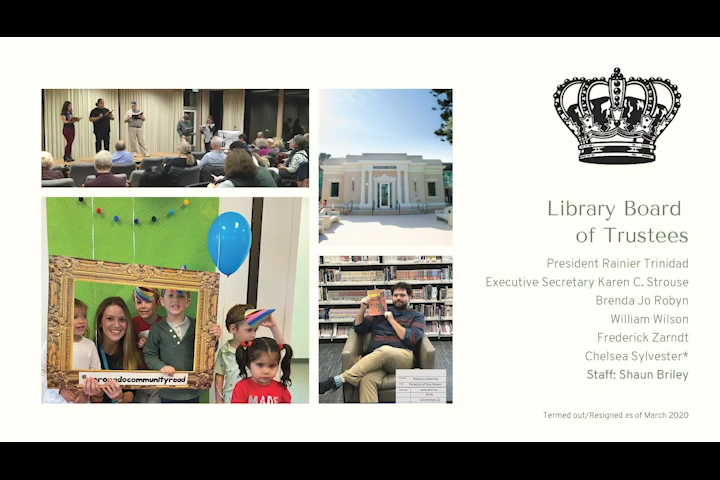 Library Board
of Trustees
President Rainier Trinidad
Executive Secretary Karen C. Strouse
Brenda Jo Robyn
William Wilson
Frederick Zarndt
Chelsea Sylvester*
Staff: Shaun Briley
Termed out/Resigned as of March 2020
MADE